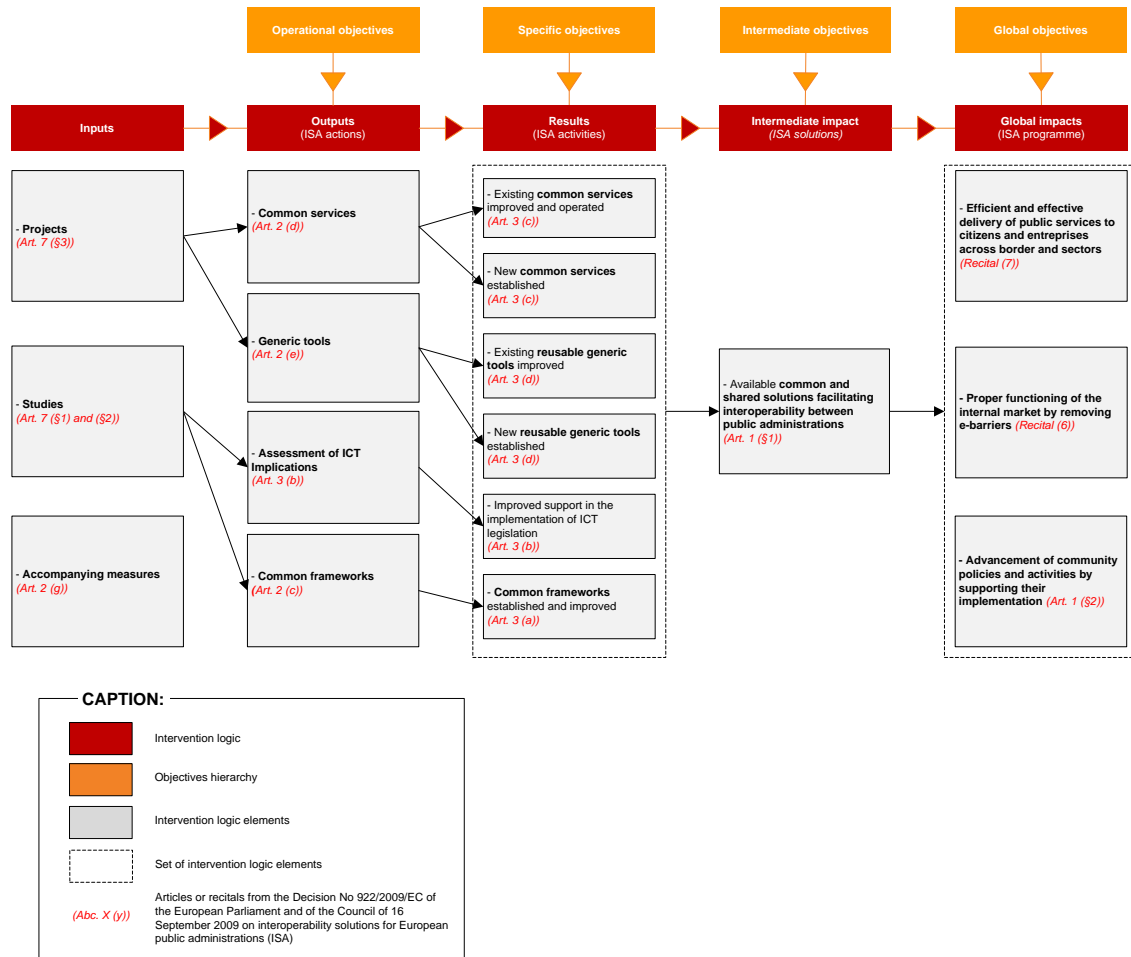 Operational objectives
Specific objectives
Intermediate objectives
Global objectives
Inputs
Outputs
(ISA actions)
Results
(ISA activities)
Intermediate impact
(ISA solutions)
Global impacts
(ISA programme)
- Projects
(Art. 7 (§3))
- Studies
(Art. 7 (§1) and (§2))
- Accompanying measures
(Art. 2 (g))
- Common services
(Art. 2 (d))
- Generic tools
(Art. 2 (e))
- Assessment of ICT
Implications
(Art. 3 (b))
- Common frameworks
(Art. 2 (c))
- Existing common services
improved and operated
(Art. 3 (c))
- New common services
established
(Art. 3 (c))
- Existing reusable generic
tools improved
(Art. 3 (d))
- New reusable generic tools
established
(Art. 3 (d))
- Improved support in the
implementation of ICT
legislation
(Art. 3 (b))
- Common frameworks
established and improved
(Art. 3 (a))
- Available common and
shared solutions facilitating
interoperability between
public administrations
(Art. 1 (§1))
- Efficient and effective
delivery of public services to
citizens and entreprises
across border and sectors
(Recital (7))
- Proper functioning of the
internal market by removing
e-barriers (Recital (6))
- Advancement of community
policies and activities by
supporting their
implementation (Art. 1 (§2))
CAPTION:
Intervention logic
Objectives hierarchy
Intervention logic elements
Set of intervention logic elements
(Abc. X (y))
Articles or recitals from the Decision No 922/2009/EC of
the European Parliament and of the Council of 16
September 2009 on interoperability solutions for European
public administrations (ISA)